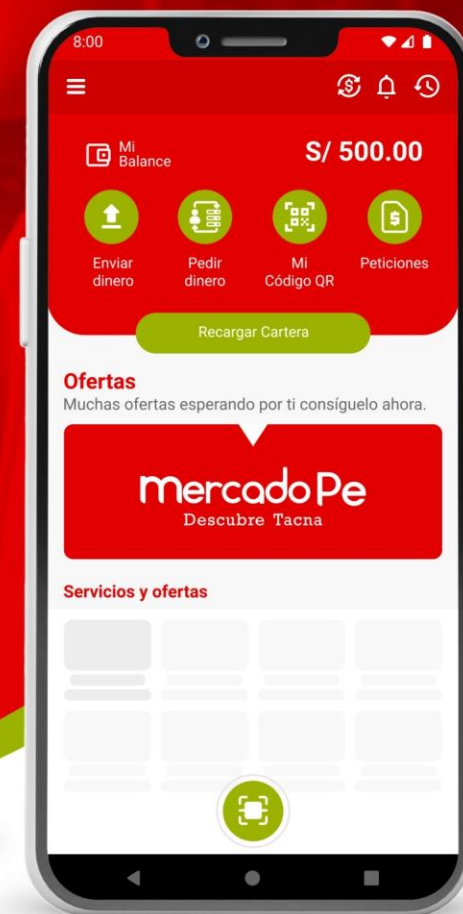 8:00
Mi
Balance
S/ 500.00
Enviar
dinero
Pedir
dinero
Mi
Código QR
Peticiones
Recargar Cartera
Ofertas
Muchas ofertas esperando por ti consíguelo ahora.
mercado Pe
Descubre Tacna
Servicios y ofertas